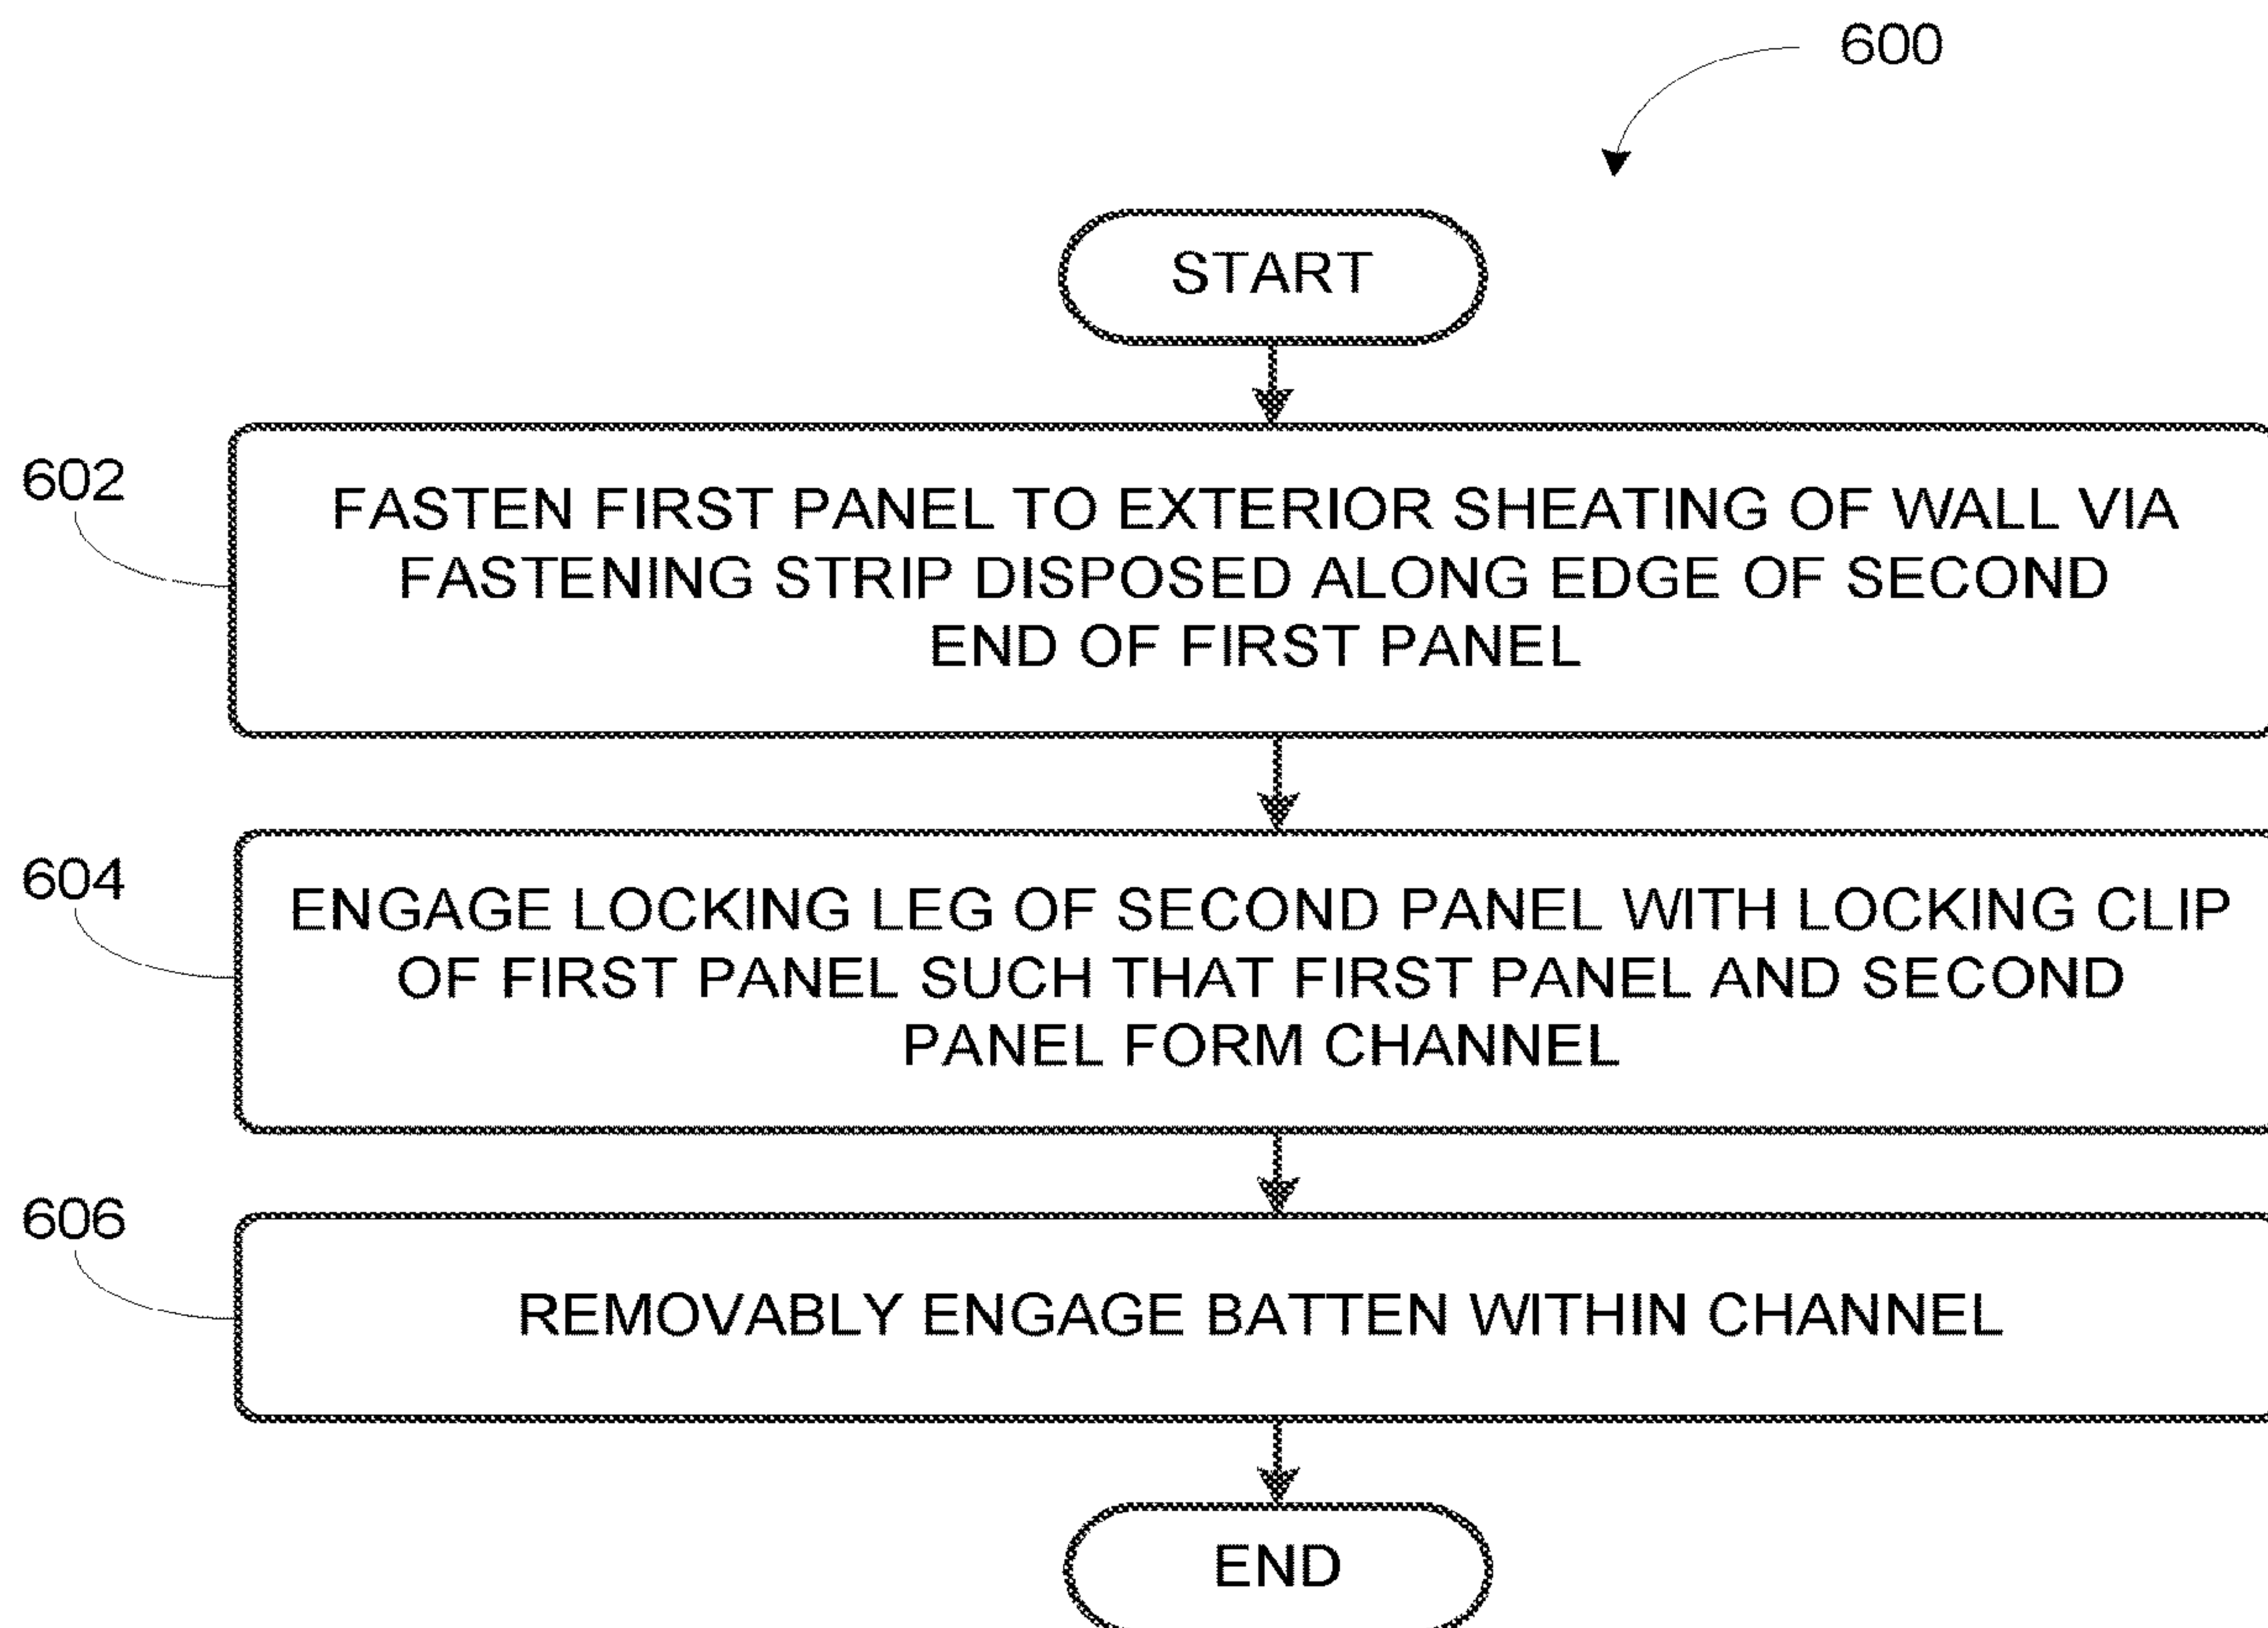 600
START
602
FASTEN FIRST PANEL TO EXTERIOR SHEATING OF WALL VIA
FASTENING STRIP DISPOSED ALONG EDGE OF SECOND
END OF FIRST PANEL
604
ENGAGE LOCKING LEG OF SECOND PANEL WITH LOCKING CLIP
OF FIRST PANEL SUCH THAT FIRST PANEL AND SECOND
PANEL FORM CHANNEL
606
REMOVABLY ENGAGE BATTEN WITHIN CHANNEL
END